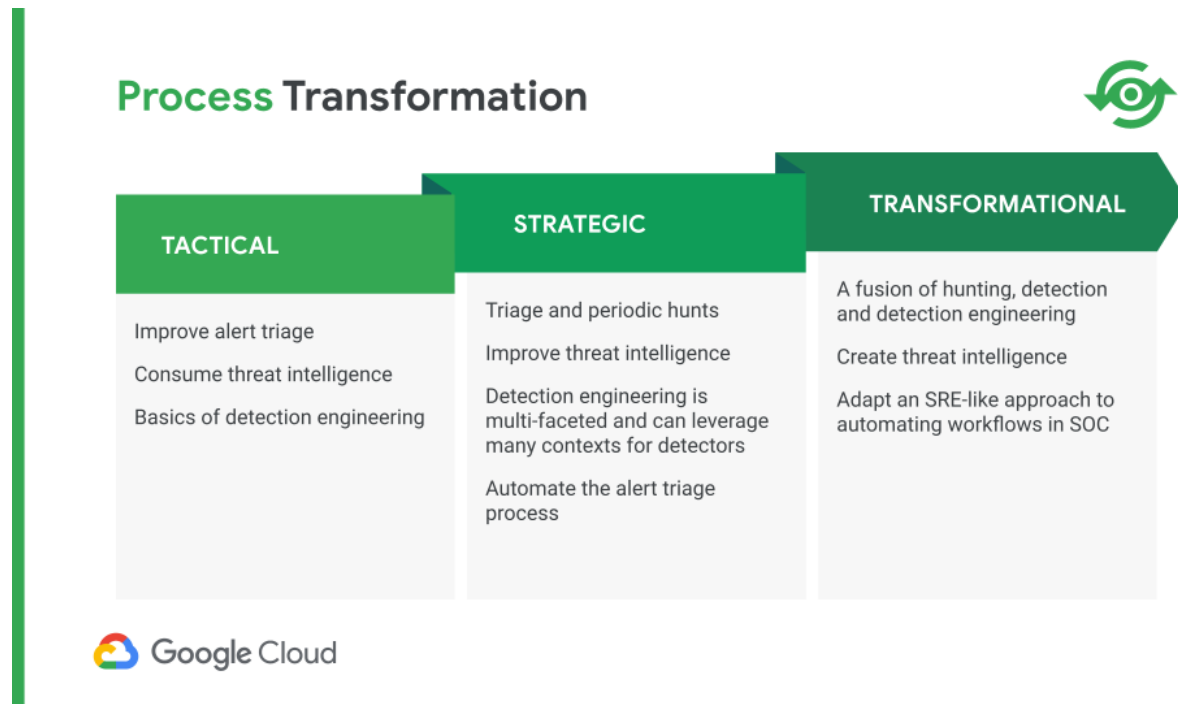 Process Transformation
TACTICAL
Improve alert triage
Consume threat intelligence
Basics of detection engineering
STRATEGIC
Triage and periodic hunts
Improve threat intelligence
Detection engineering is
multi-faceted and can leverage
many contexts for detectors
Automate the alert triage
process
TRANSFORMATIONAL
A fusion of hunting, detection
and detection engineering
Create threat intelligence
Adapt an SRE-like approach to
automating workflows in SOC
Google Cloud